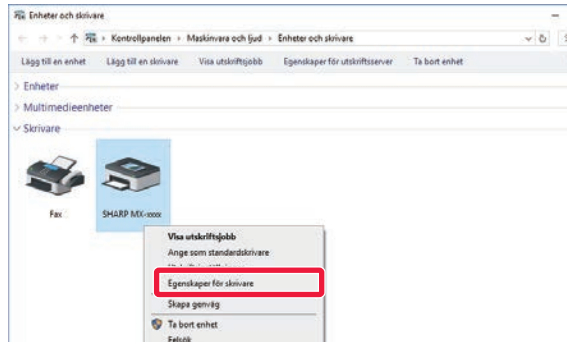 Enheter och skrivare
Kontrollpanelen › Maskinvara och ljud › Enheter och skrivare
Lägg till en enhet Lägg till en skrivare Visa utskriftsjobb Egenskaper för utskriftsserver Ta bort enhet
Enheter
Multimedieenheter
Skrivare
Fax SHARP MX-xxxx
Visa utskriftsjobb
Ange som standardskrivare
Egenskaper för skrivare
Skapa genväg
Ta bort enhet
Felsök